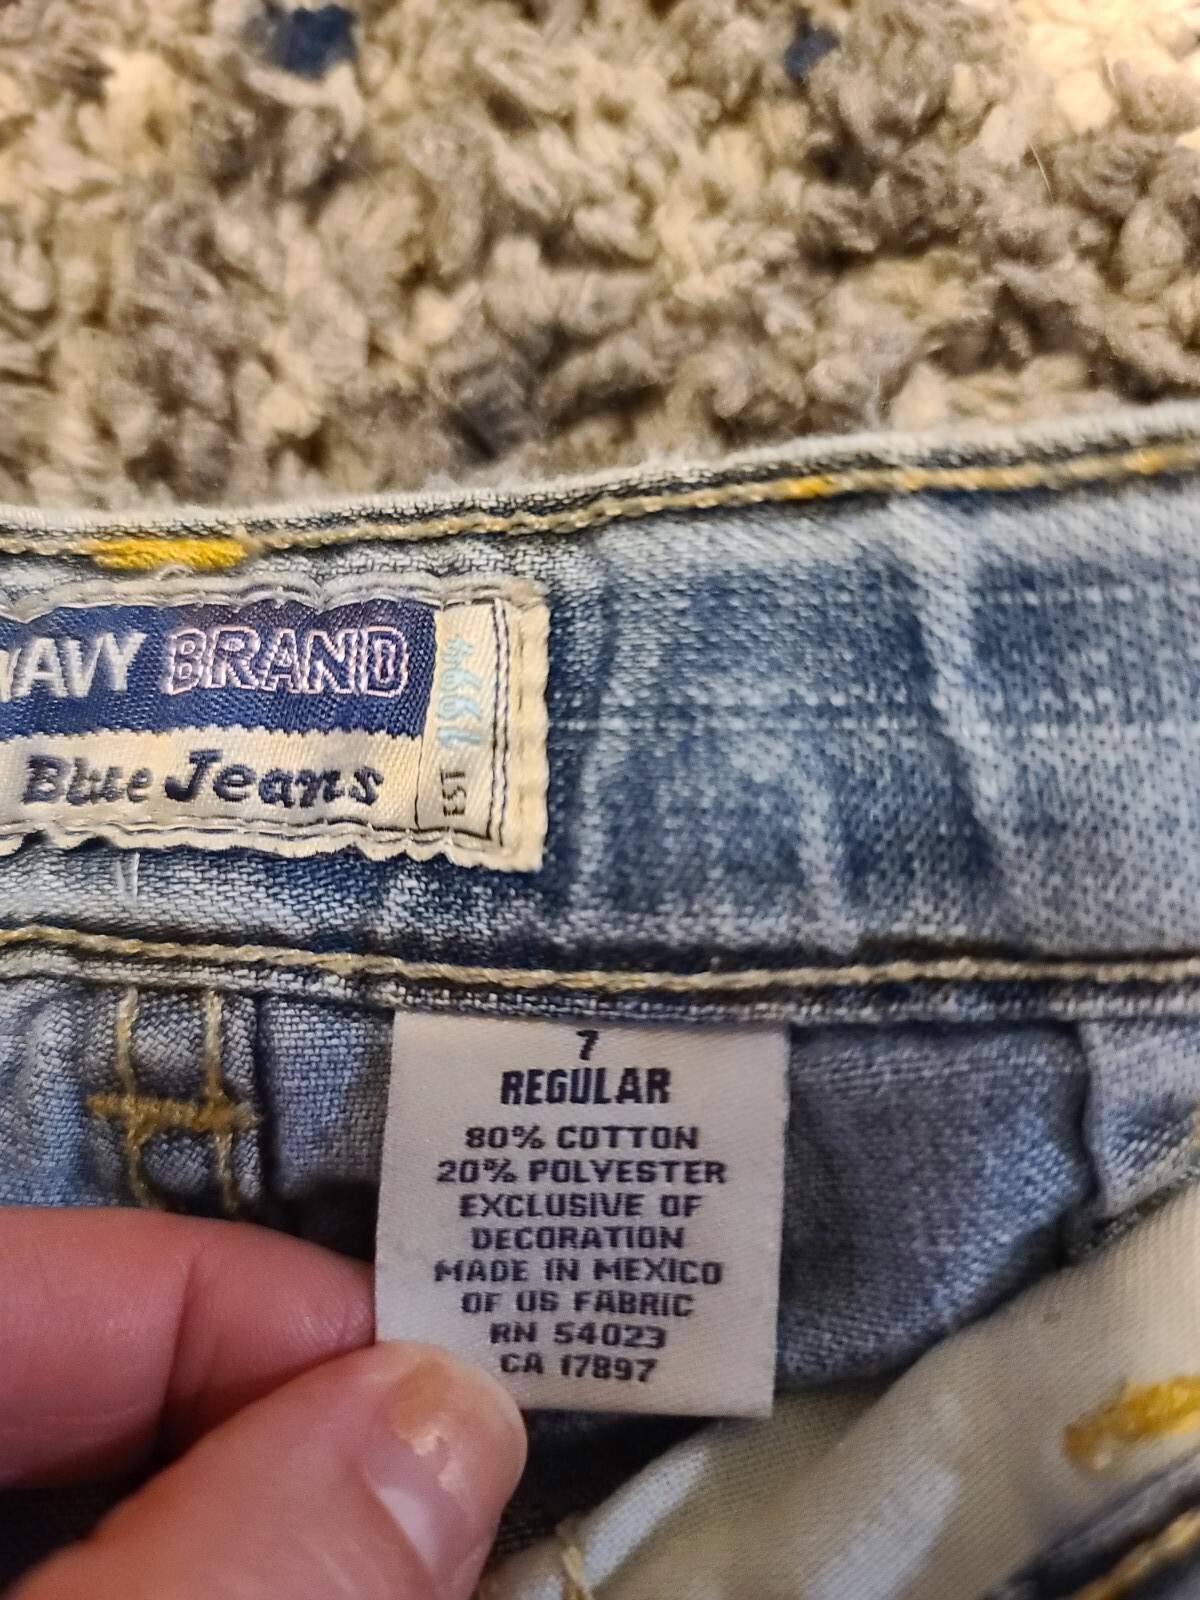 NAVY BRAND
Blue Jeans
EST 1994
7
REGULAR
80% COTTON
20% POLYESTER
EXCLUSIVE OF
DECORATION
MADE IN MEXICO
OF US FABRIC
RN 54023
CA 17897